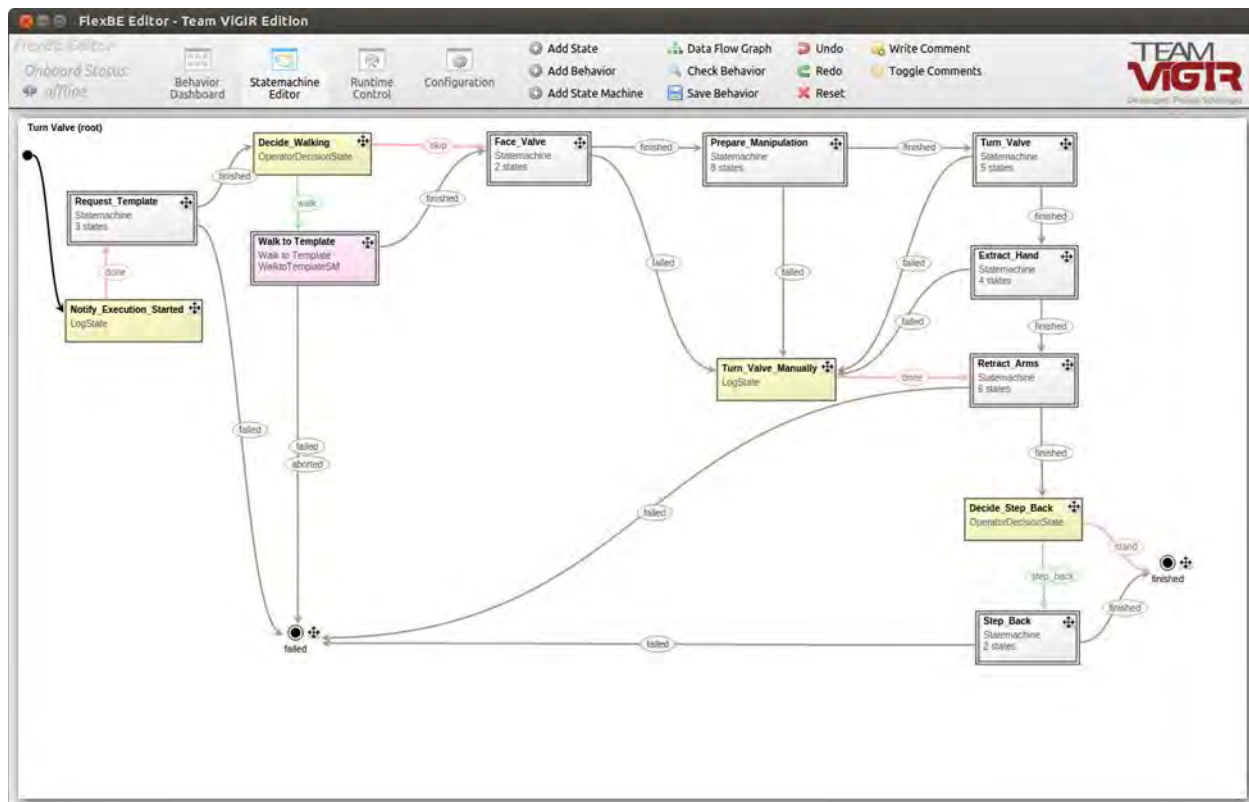 FlexBE Editor - Team ViGIR Edition
FlexBE Editor
Onboard Status:
offline
Behavior
Dashboard
Statemachine
Editor
Runtime
Control
Configuration
Add State
Add Behavior
Add State Machine
Data Flow Graph
Check Behavior
Save Behavior
Undo
Redo
Reset
Write Comment
Toggle Comments
TEAM
ViGIR
Turn Valve (root)
Decide_Walking
OperatorDecisionState
skip
Face_Valve
Statemachine
2 states
finished
Prepare_Manipulation
Statemachine
8 states
finished
Turn_Valve
Statemachine
5 states
finished
Request_Template
Statemachine
3 states
walk
finished
finished
Walk to Template
Walk to Template
WalktoTemplateSM
done
failed
failed
failed
Extract_Hand
Statemachine
4 states
Notify_Execution_Started
LogState
failed
finished
Turn_Valve_Manually
LogState
done
Retract_Arms
Statemachine
6 states
failed
failed
aborted
finished
failed
Decide_Step_Back
OperatorDecisionState
stand
step_back
finished
finished
Step_Back
Statemachine
2 states
failed
failed